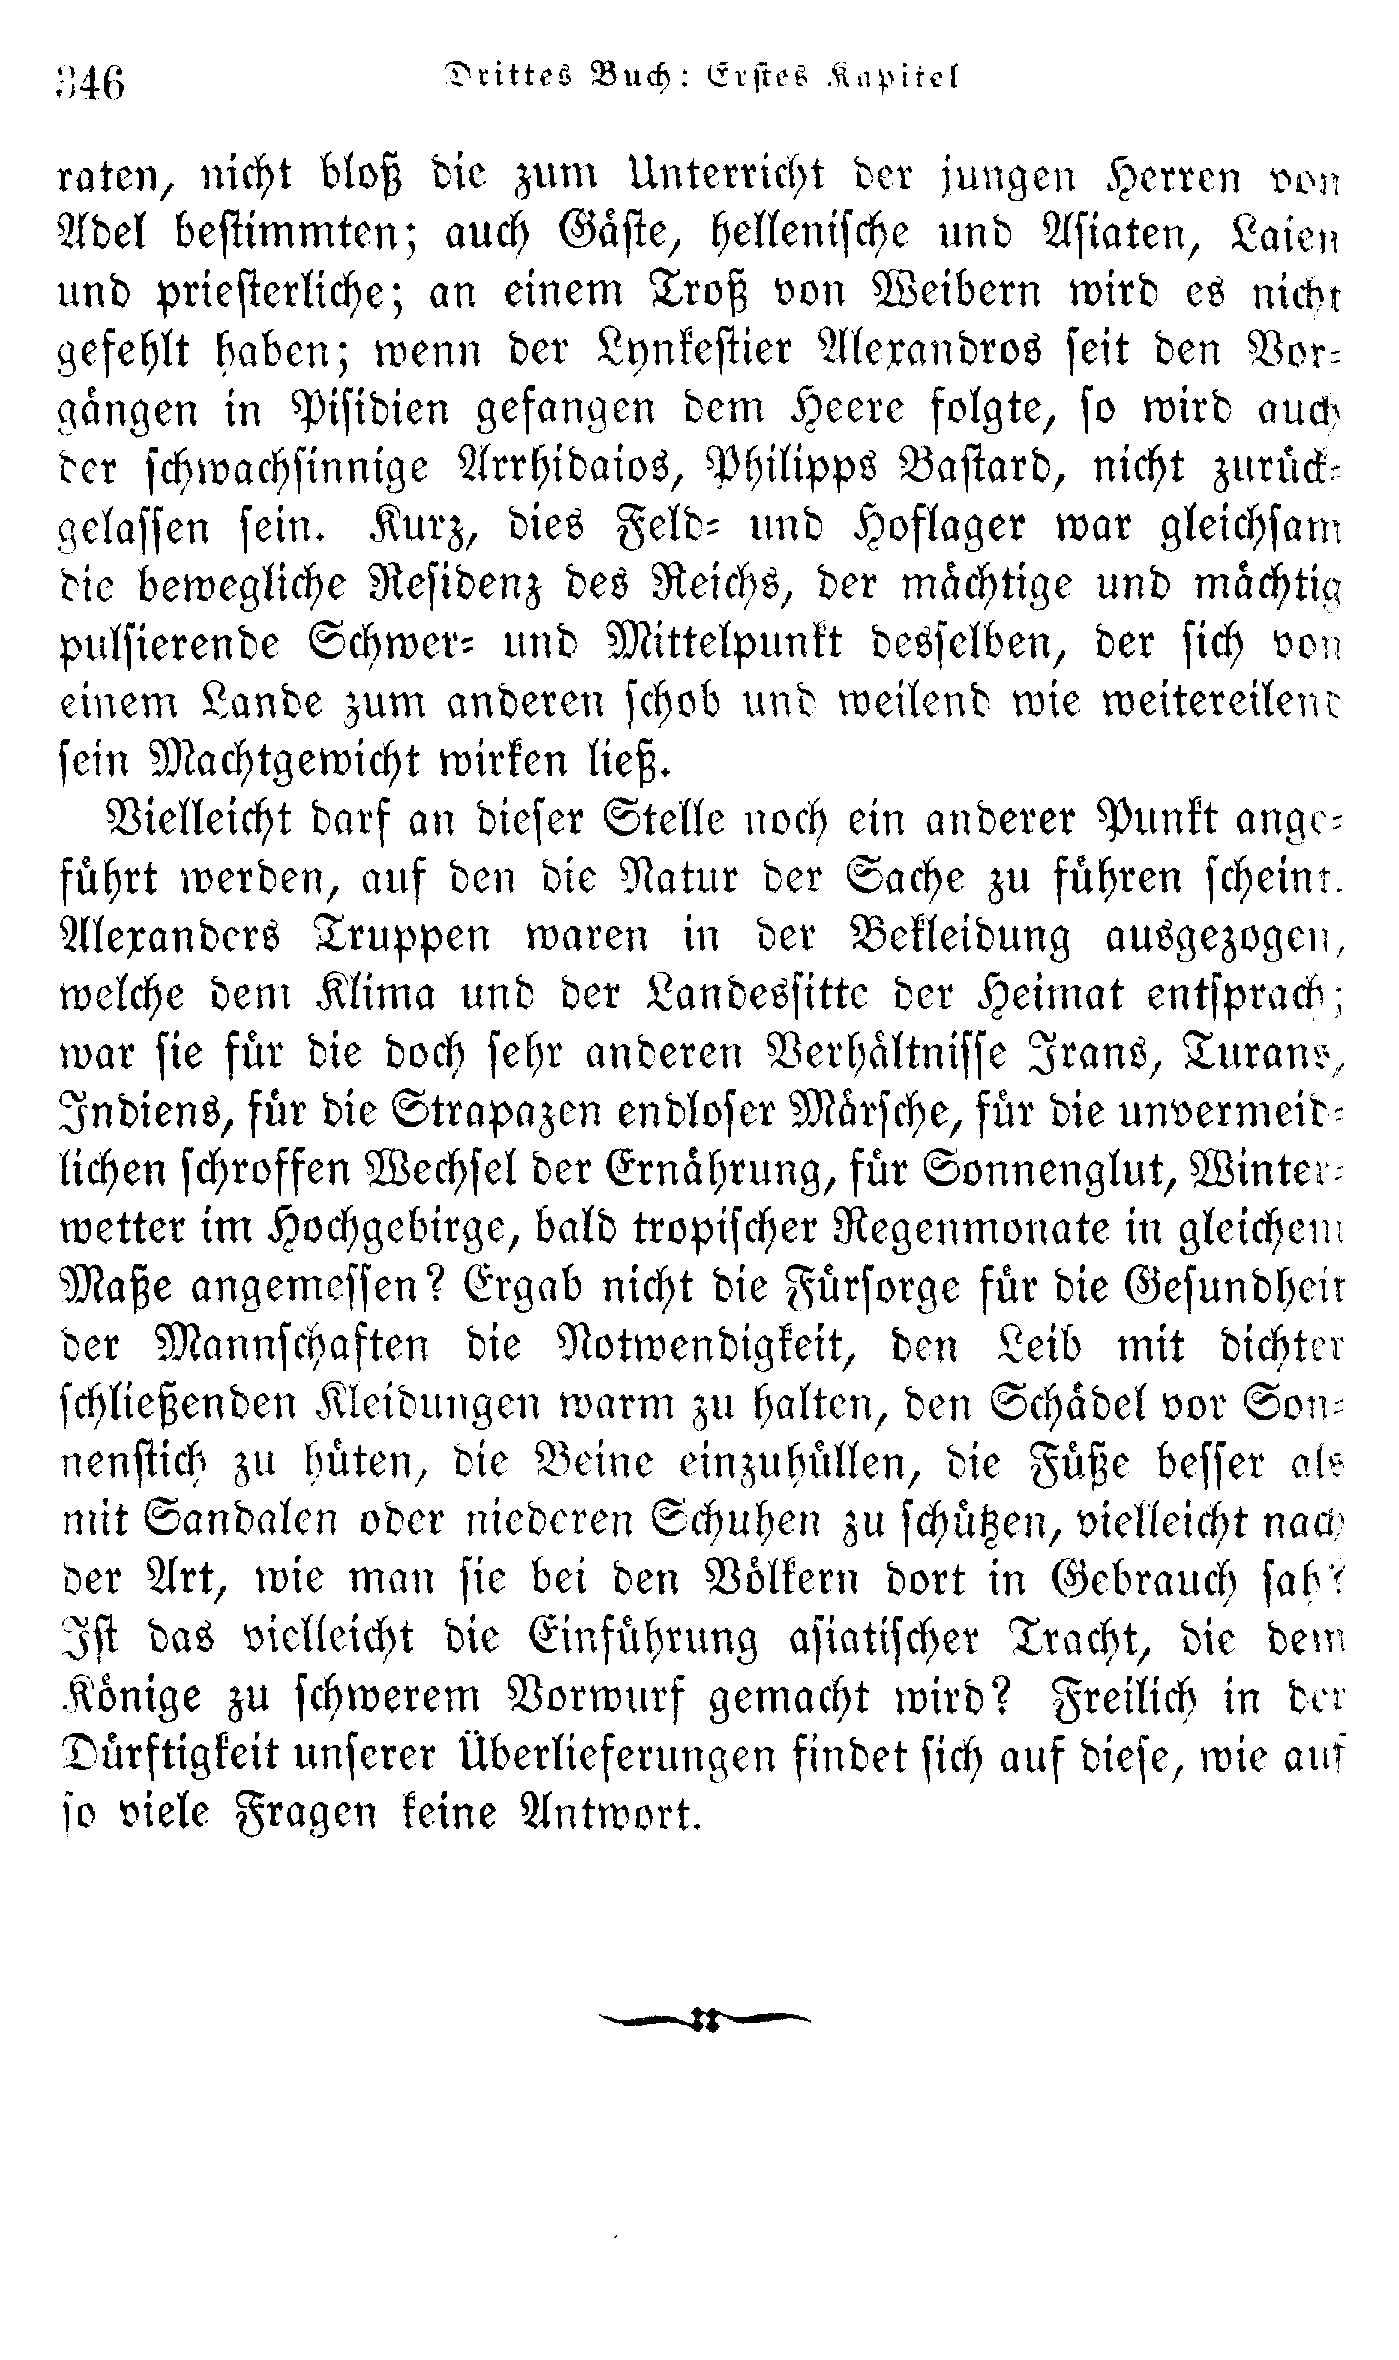 346
Drittes Buch: Erstes Kapitel
raten, nicht bloß die zum Unterricht der jungen Herren von
Adel bestimmten; auch Gäste, hellenische und Asiaten, Laien
und priesterliche; an einem Troß von Weibern wird es nicht
gefehlt haben; wenn der Lynkestier Alexandros seit den Vor-
gängen in Pisidien gefangen dem Heere folgte, so wird auch
der schwachsinnige Arrhidaios, Philipps Bastard, nicht zurück-
gelassen sein. Kurz, dies Feld- und Hoflager war gleichsam
die bewegliche Residenz des Reichs, der mächtige und mächtig
pulsierende Schwer- und Mittelpunkt desselben, der sich von
einem Lande zum anderen schob und weilend wie weitereilend
sein Machtgewicht wirken ließ.
Vielleicht darf an dieser Stelle noch ein anderer Punkt ange-
führt werden, auf den die Natur der Sache zu führen scheint.
Alexanders Truppen waren in der Bekleidung ausgezogen,
welche dem Klima und der Landessitte der Heimat entsprach;
war sie für die doch sehr anderen Verhältnisse Irans, Turans,
Indiens, für die Strapazen endloser Märsche, für die unvermeid-
lichen schroffen Wechsel der Ernährung, für Sonnenglut, Winter-
wetter im Hochgebirge, bald tropischer Regenmonate in gleichem
Maße angemessen? Ergab nicht die Fürsorge für die Gesundheit
der Mannschaften die Notwendigkeit, den Leib mit dichter
schließenden Kleidungen warm zu halten, den Schädel vor Son-
nenstich zu hüten, die Beine einzuhüllen, die Füße besser als
mit Sandalen oder niederen Schuhen zu schützen, vielleicht nach
der Art, wie man sie bei den Völkern dort in Gebrauch sah?
Ist das vielleicht die Einführung asiatischer Tracht, die dem
Könige zu schwerem Vorwurf gemacht wird? Freilich in der
Dürftigkeit unserer Überlieferungen findet sich auf diese, wie auf
so viele Fragen keine Antwort.